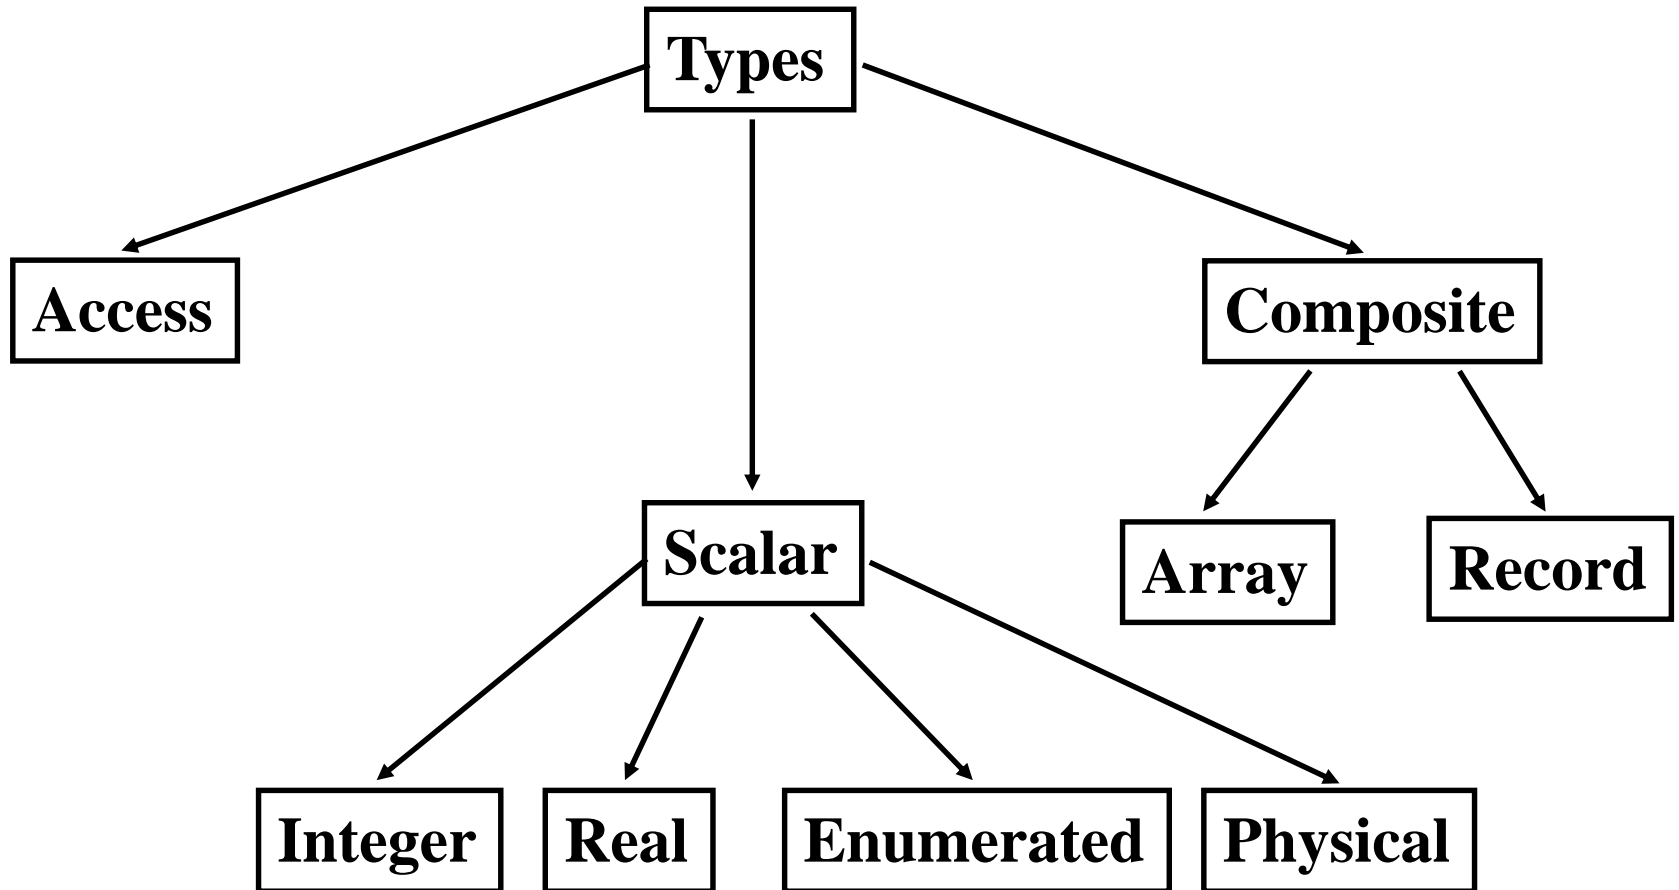 Types
Access
Composite
Scalar
Array
Record
Integer
Real
Enumerated
Physical